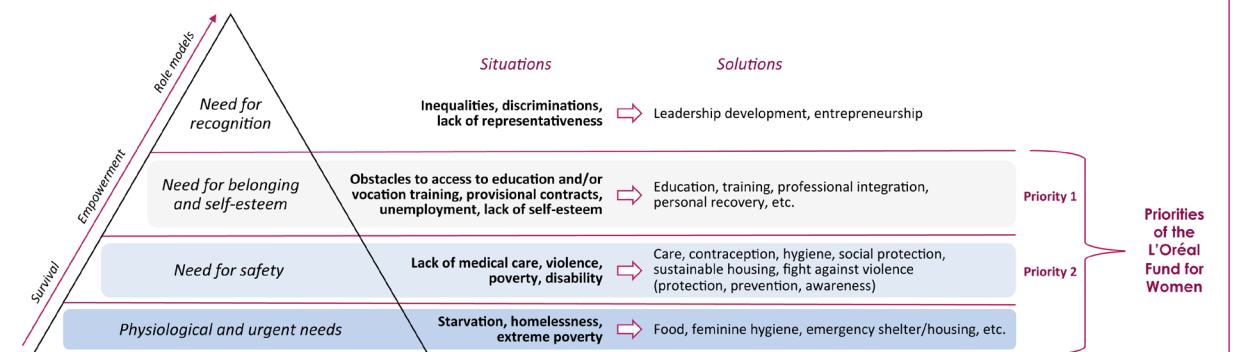 Situations
Solutions
Role models
Empowerment
Survival
Need for
recognition
Inequalities, discriminations,
lack of representativeness
Leadership development, entrepreneurship
Need for belonging
and self-esteem
Obstacles to access to education and/or
vocation training, provisional contracts,
unemployment, lack of self-esteem
Education, training, professional integration,
personal recovery, etc.
Priority 1
Need for safety
Lack of medical care, violence,
poverty, disability
Care, contraception, hygiene, social protection,
sustainable housing, fight against violence
(protection, prevention, awareness)
Priority 2
Physiological and urgent needs
Starvation, homelessness,
extreme poverty
Food, feminine hygiene, emergency shelter/housing, etc.
Priorities
of the
L'Oréal
Fund for
Women